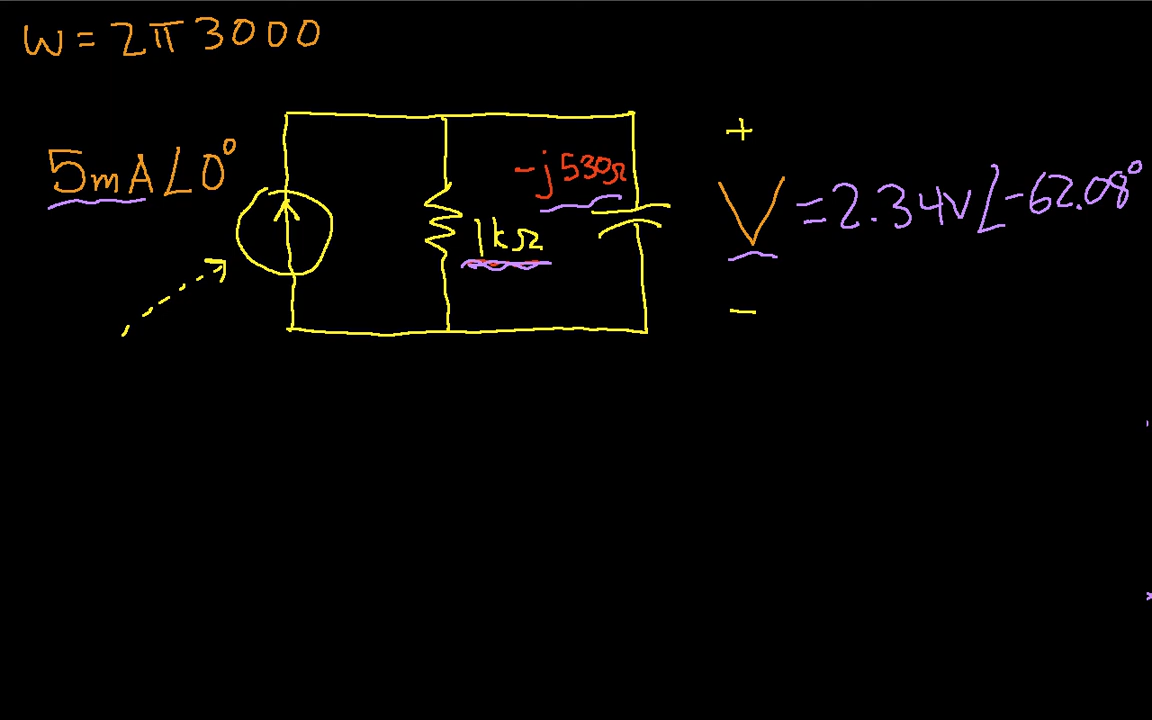 w = 2π 3000
5mA∠0°
-j530Ω
1kΩ
+
V = 2.34V∠-62.08°
-